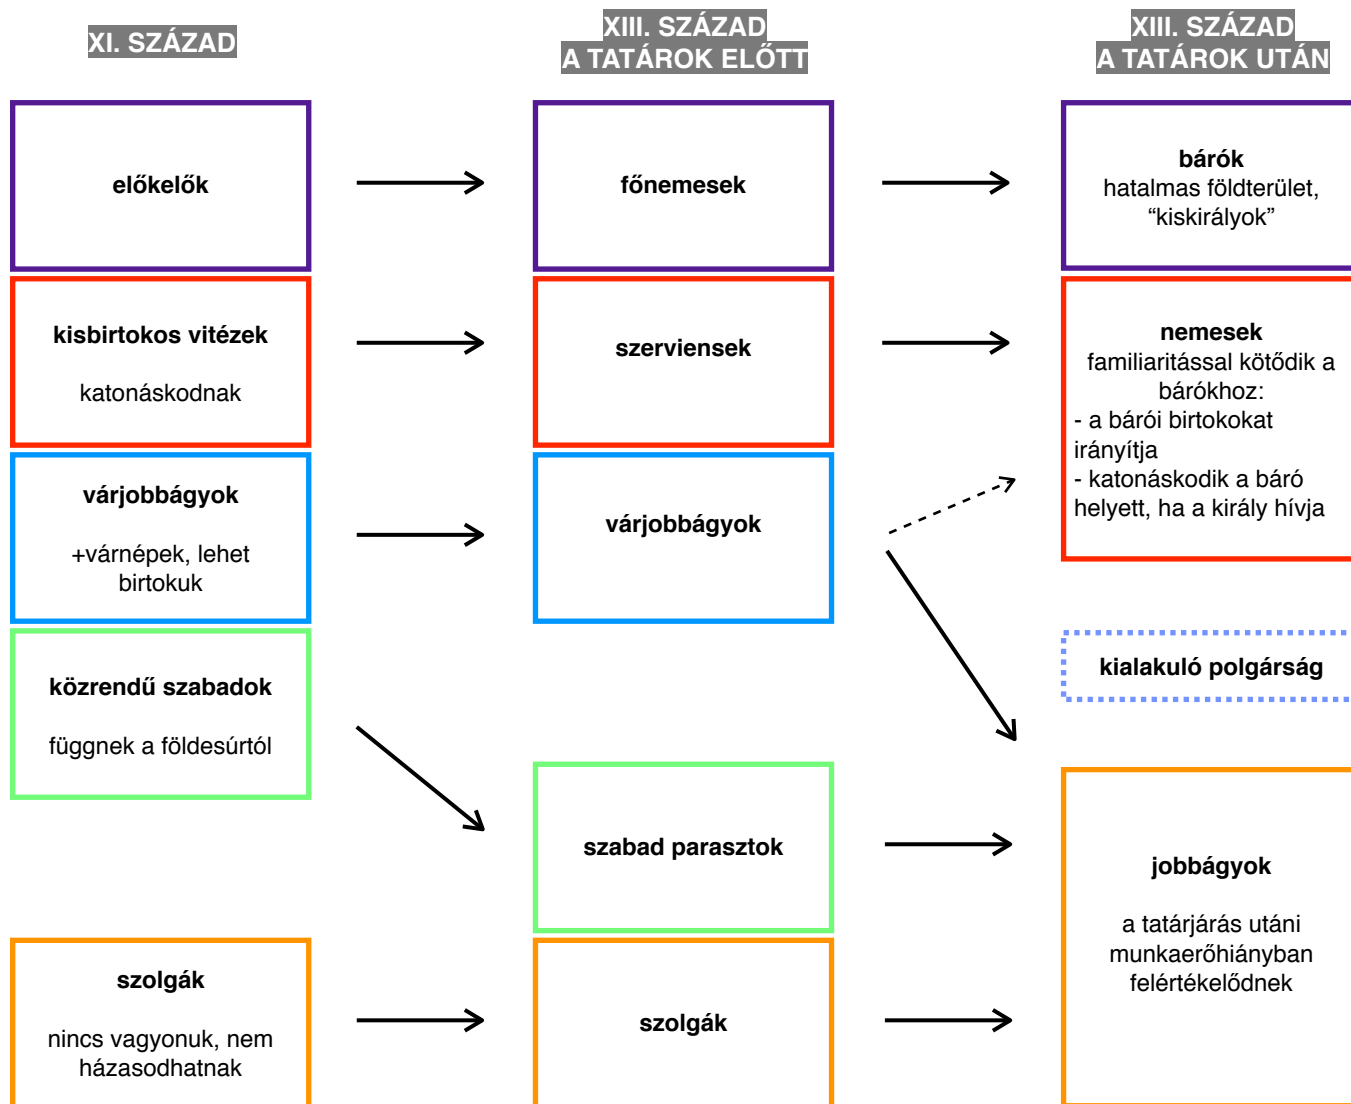 XI. SZÁZAD
XIII. SZÁZAD
A TATÁROK ELŐTT
XIII. SZÁZAD
A TATÁROK UTÁN
előkelők
főnemesek
bárók
hatalmas földterület,
“kiskirályok”
kisbirtokos vitézek
katonáskodnak
szerviensek
nemesek
familiaritással kötődik a
bárókhoz:
- a bárói birtokokat
irányítja
- katonáskodik a báró
helyett, ha a király hívja
várjobbágyok
+várnépek, lehet
birtokuk
várjobbágyok
közrendű szabadok
függnek a földesúrtól
kialakuló polgárság
szabad parasztok
jobbágyok
a tatárjárás utáni
munkaerőhiányban
felértékelődnek
szolgák
nincs vagyonuk, nem
házasodhatnak
szolgák